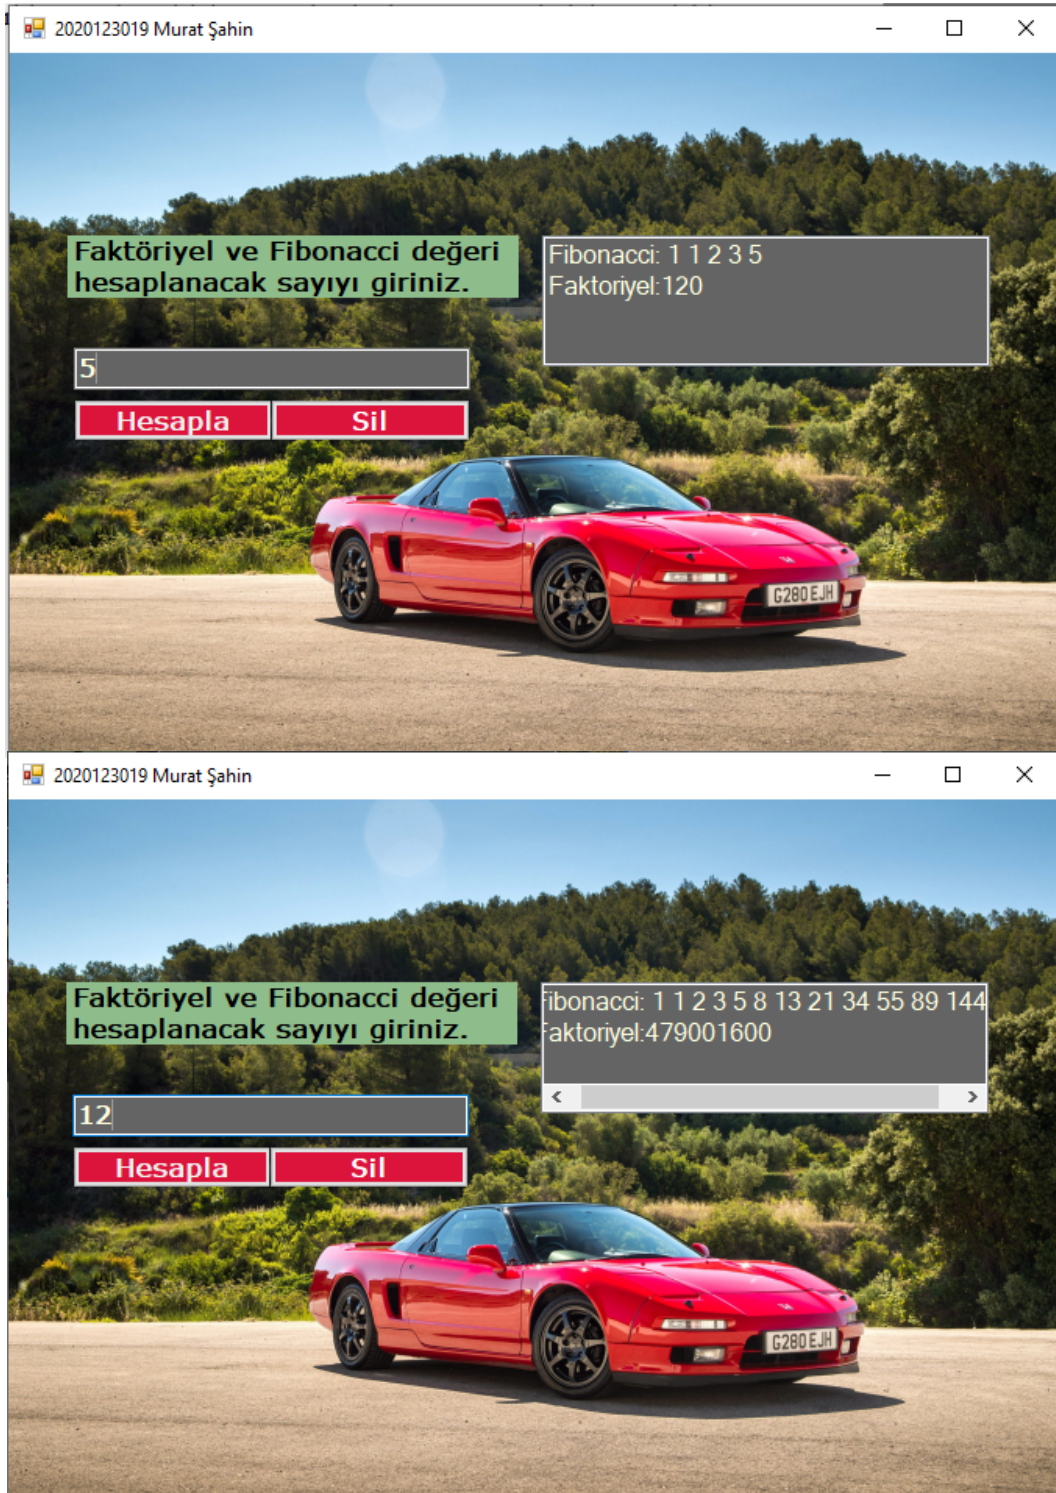 2020123019 Murat Şahin
Faktöriyel ve Fibonacci değeri
hesaplanacak sayıyı giriniz.
Fibonacci: 1 1 2 3 5
Faktoriyel:120
5
Hesapla
Sil
G280 EJH
2020123019 Murat Şahin
Faktöriyel ve Fibonacci değeri
hesaplanacak sayıyı giriniz.
Fibonacci: 1 1 2 3 5 8 13 21 34 55 89 144
Faktoriyel:479001600
12
Hesapla
Sil
G280 EJH